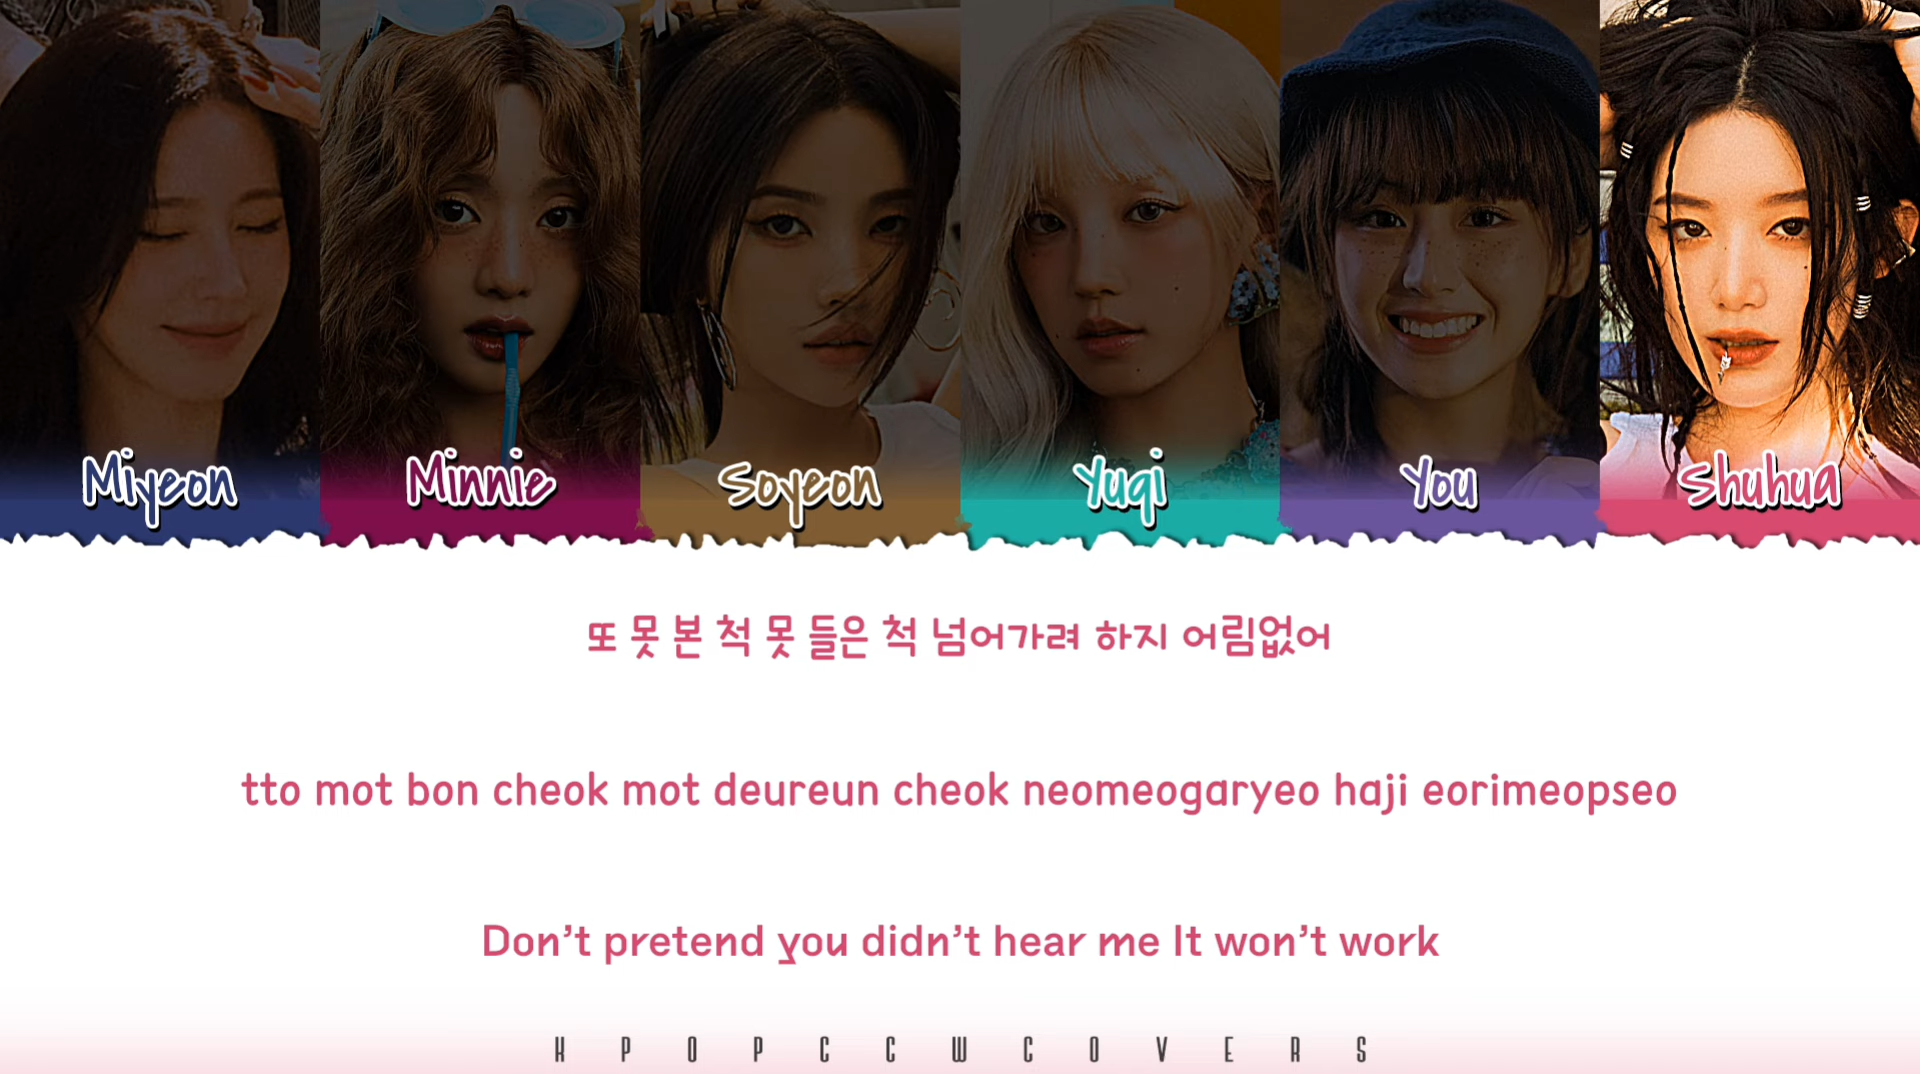 Miyeon Minnie Soyeon Yuqi You Shuhua
또 못 본 척 못 들은 척 넘어가려 하지 어림없어
tto mot bon cheok mot deureun cheok neomeogaryeo haji eorimeopseo
Don't pretend you didn't hear me It won't work
KPOPCCWCOVERS